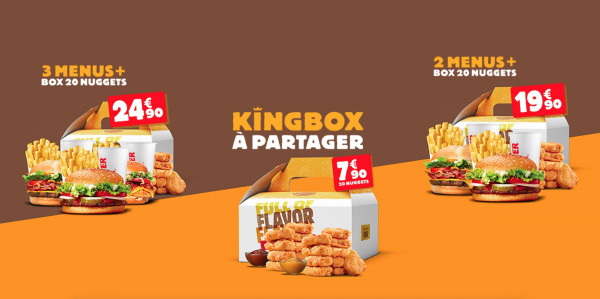 3 MENUS+
BOX 20 NUGGETS
24€90
KINGBOX
À PARTAGER
7€90
20 NUGGETS
FULL OF
FLAVOR
2 MENUS+
BOX 20 NUGGETS
19€90